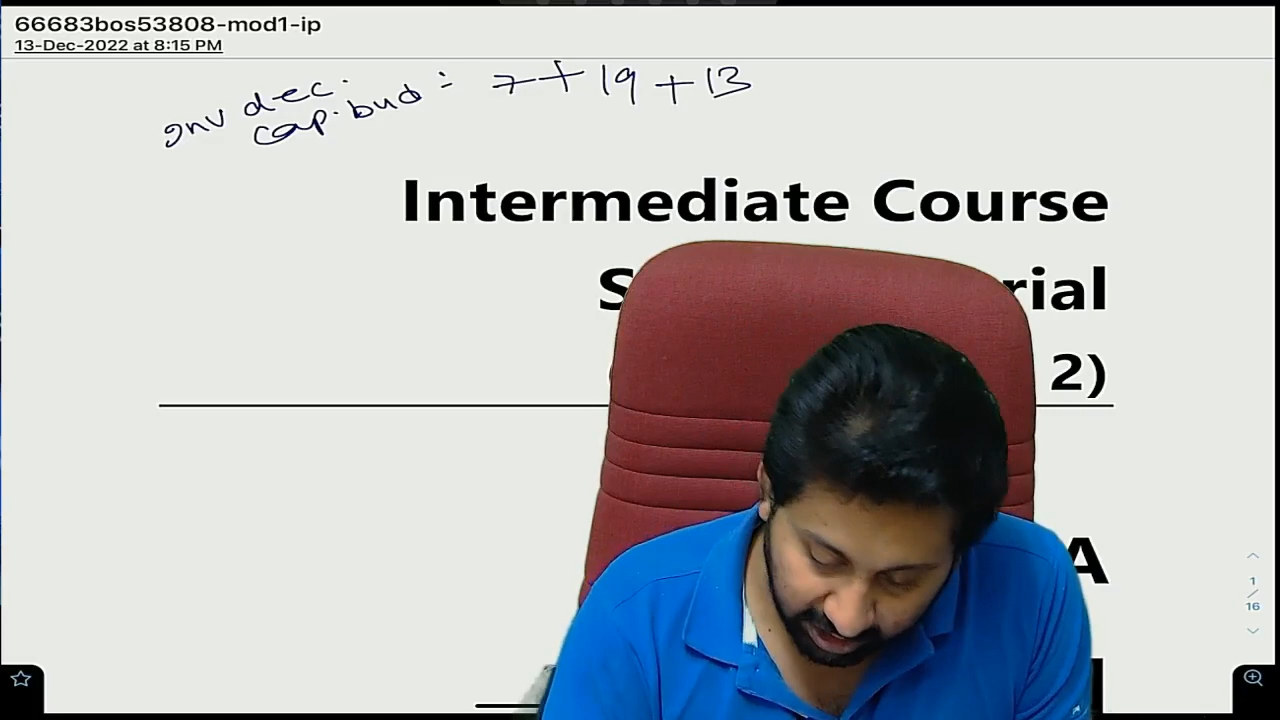 66683bos53808-mod1-ip
13-Dec-2022 at 8:15 PM
inv dec.
cap. bud : 7 + 19 + 13
Intermediate Course
S rial
2)
A
1
/
16